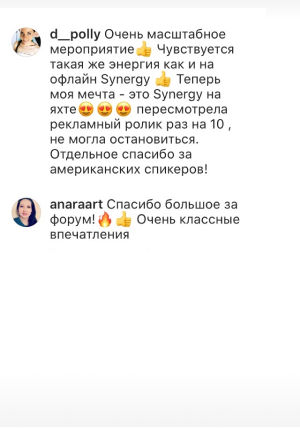 d__polly Очень масштабное
мероприятие👍 Чувствуется
такая же энергия как и на
офлайн Synergy 👍 Теперь
моя мечта - это Synergy на
яхте😍😍😍 пересмотрела
рекламный ролик раз на 10 ,
не могла остановиться.
Отдельное спасибо за
американских спикеров!
anaraart Спасибо большое за
форум!🔥👍 Очень классные
впечатления